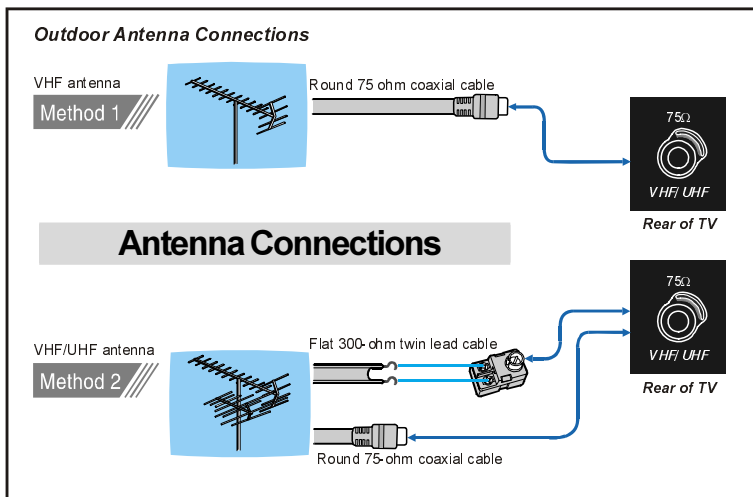 Outdoor Antenna Connections
VHF antenna
Method 1
Round 75 ohm coaxial cable
75Ω
VHF/ UHF
Rear of TV
Antenna Connections
VHF/UHF antenna
Method 2
Flat 300-ohm twin lead cable
75Ω
VHF/ UHF
Rear of TV
Round 75-ohm coaxial cable